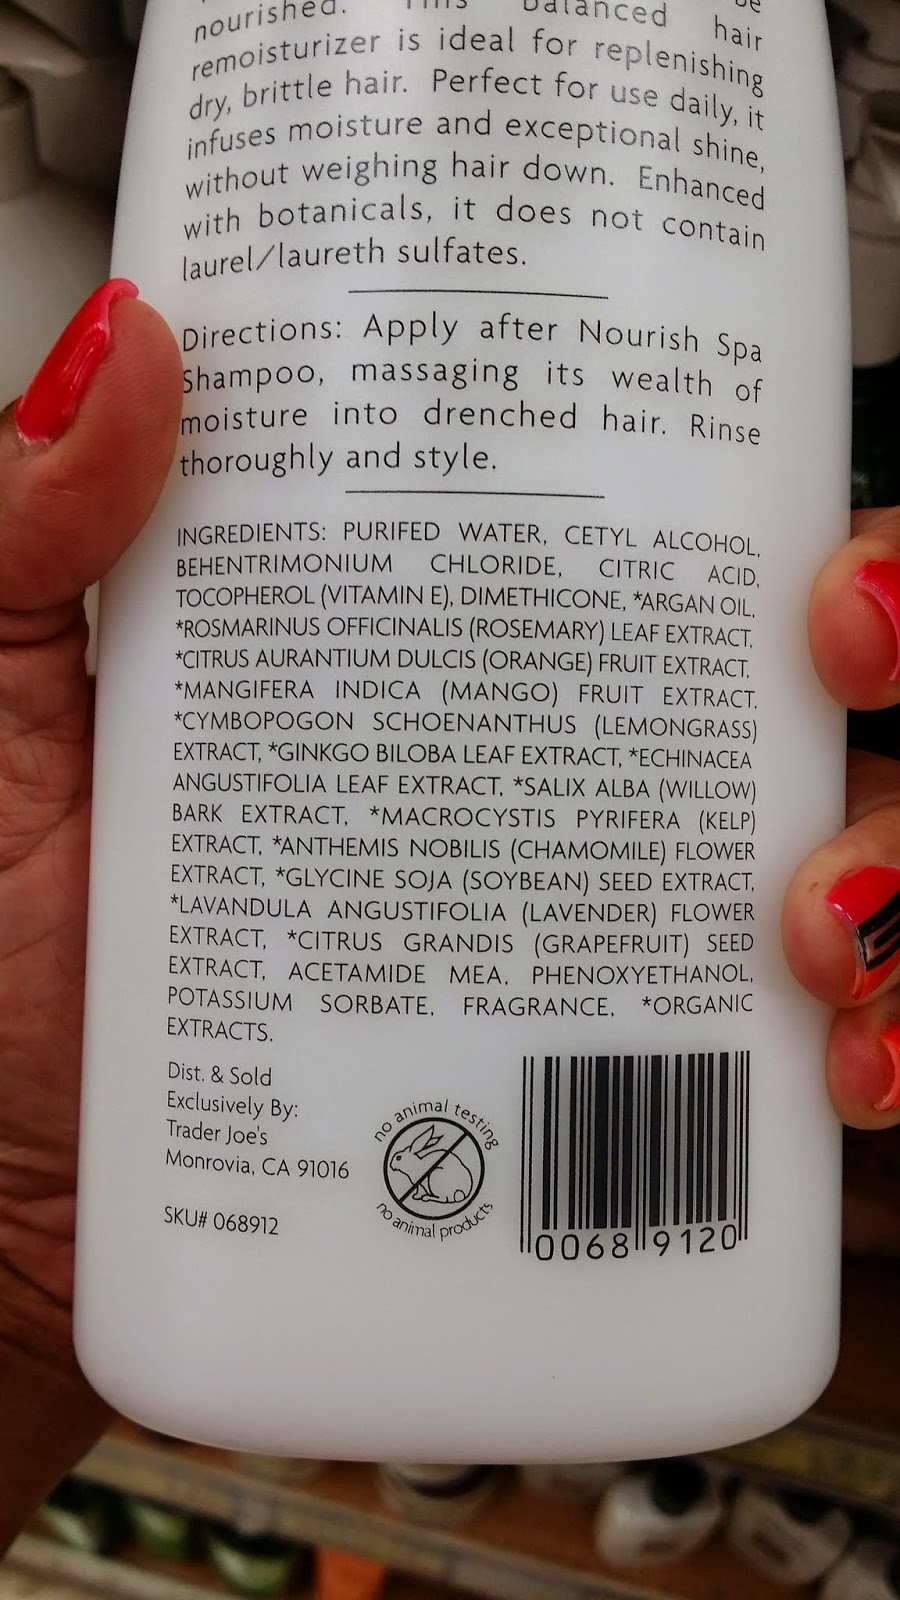 be
nourished. This balanced hair
remoisturizer is ideal for replenishing
dry, brittle hair. Perfect for use daily, it
infuses moisture and exceptional shine,
without weighing hair down. Enhanced
with botanicals, it does not contain
laurel/laureth sulfates.
Directions: Apply after Nourish Spa
Shampoo, massaging its wealth of
moisture into drenched hair. Rinse
thoroughly and style.
INGREDIENTS: PURIFED WATER, CETYL ALCOHOL,
BEHENTRIMONIUM CHLORIDE, CITRIC ACID,
TOCOPHEROL (VITAMIN E), DIMETHICONE, *ARGAN OIL,
*ROSMARINUS OFFICINALIS (ROSEMARY) LEAF EXTRACT,
*CITRUS AURANTIUM DULCIS (ORANGE) FRUIT EXTRACT,
*MANGIFERA INDICA (MANGO) FRUIT EXTRACT,
*CYMBOPOGON SCHOENANTHUS (LEMONGRASS)
EXTRACT, *GINKGO BILOBA LEAF EXTRACT, *ECHINACEA
ANGUSTIFOLIA LEAF EXTRACT, *SALIX ALBA (WILLOW)
BARK EXTRACT, *MACROCYSTIS PYRIFERA (KELP)
EXTRACT, *ANTHEMIS NOBILIS (CHAMOMILE) FLOWER
EXTRACT, *GLYCINE SOJA (SOYBEAN) SEED EXTRACT,
*LAVANDULA ANGUSTIFOLIA (LAVENDER) FLOWER
EXTRACT, *CITRUS GRANDIS (GRAPEFRUIT) SEED
EXTRACT, ACETAMIDE MEA, PHENOXYETHANOL,
POTASSIUM SORBATE, FRAGRANCE, *ORGANIC
EXTRACTS.
Dist. & Sold
Exclusively By:
Trader Joe's
Monrovia, CA 91016
SKU# 068912
no animal testing
no animal products
0068 9120